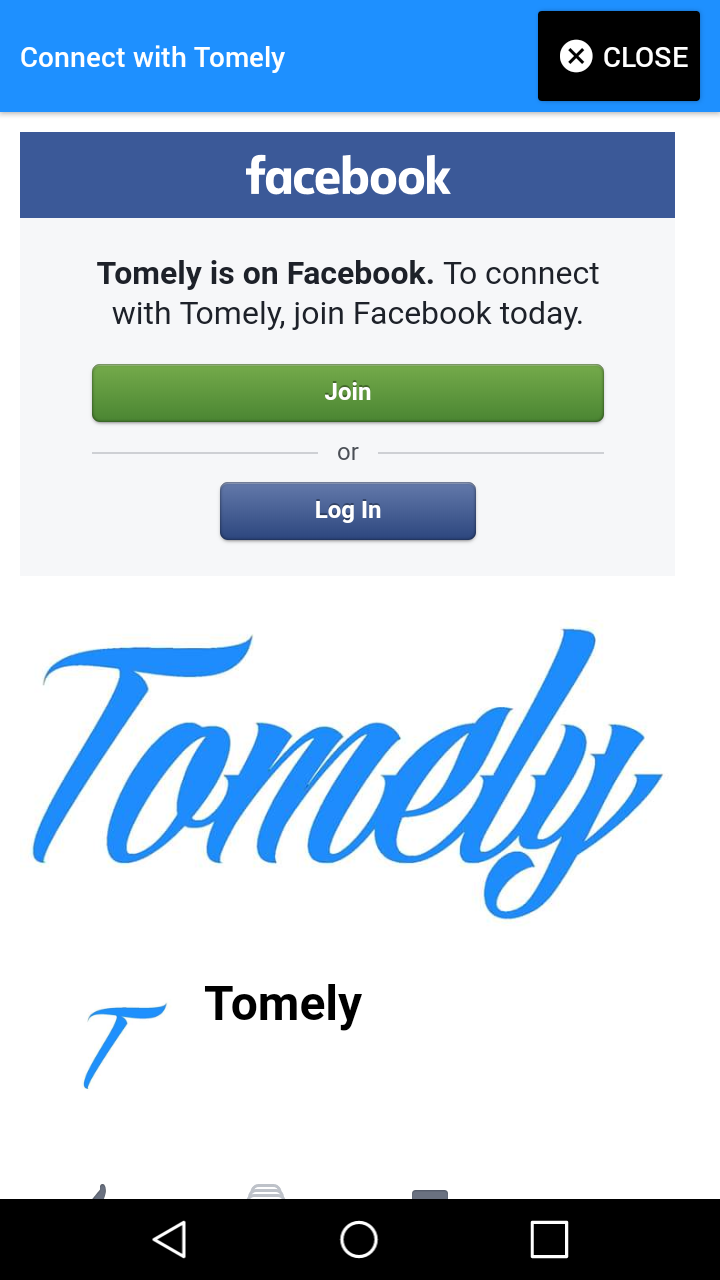 Connect with Tomely
CLOSE
facebook
Tomely is on Facebook. To connect
with Tomely, join Facebook today.
Join
or
Log In
Tomely
T
Tomely